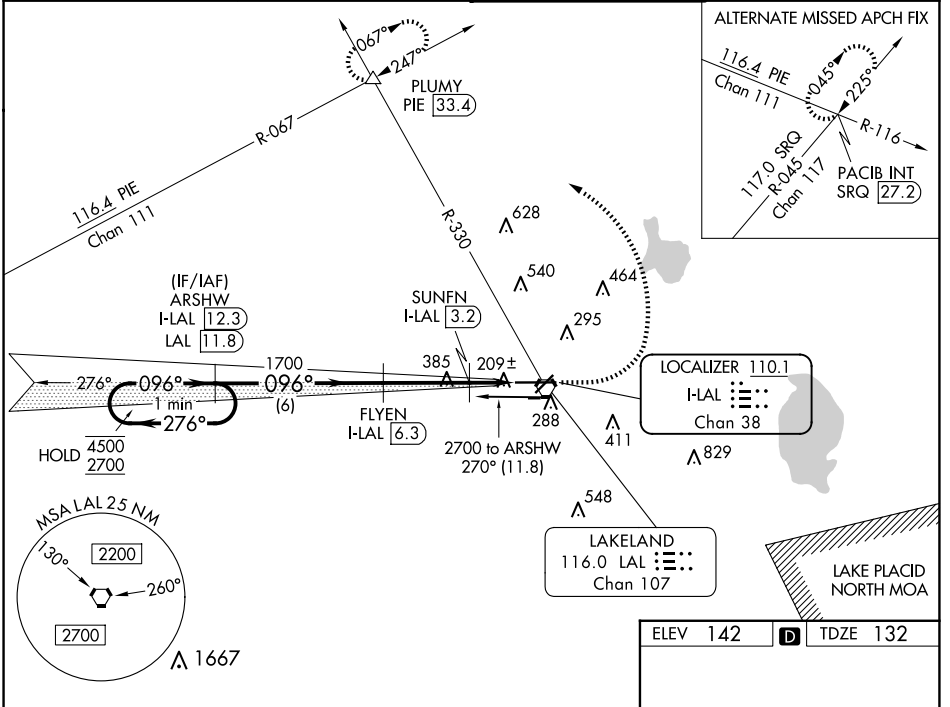 067°
247°
PLUMY
PIE 33.4
R-067
116.4 PIE
Chan 111
R-330
ALTERNATE MISSED APCH FIX
116.4 PIE
Chan 111
045°
225°
R-116
117.0 SRQ
R-045
Chan 117
PACIB INT
SRQ 27.2
628
540
464
295
(IF/IAF)
ARSHW
I-LAL 12.3
LAL 11.8
SUNFN
I-LAL 3.2
1700
385
209±
276°
096°
096°
(6)
1 min
276°
FLYEN
I-LAL 6.3
288
HOLD
4500
2700
2700 to ARSHW
270° (11.8)
LOCALIZER 110.1
I-LAL
Chan 38
411
829
548
MSA LAL 25 NM
130°
2200
260°
2700
1667
LAKELAND
116.0 LAL
Chan 107
LAKE PLACID
NORTH MOA
ELEV 142 D TDZE 132